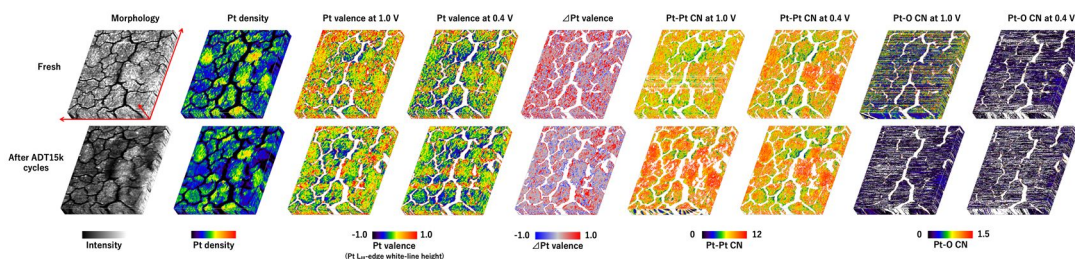 Morphology
Pt density
Pt valence at 1.0 V
Pt valence at 0.4 V
⊿Pt valence
Pt-Pt CN at 1.0 V
Pt-Pt CN at 0.4 V
Pt-O CN at 1.0 V
Pt-O CN at 0.4 V
Fresh
After ADT15k
cycles
Intensity
Pt density
-1.0 1.0
Pt valence
(Pt LIII-edge white-line height)
-1.0 1.0
⊿Pt valence
0 12
Pt-Pt CN
0 1.5
Pt-O CN